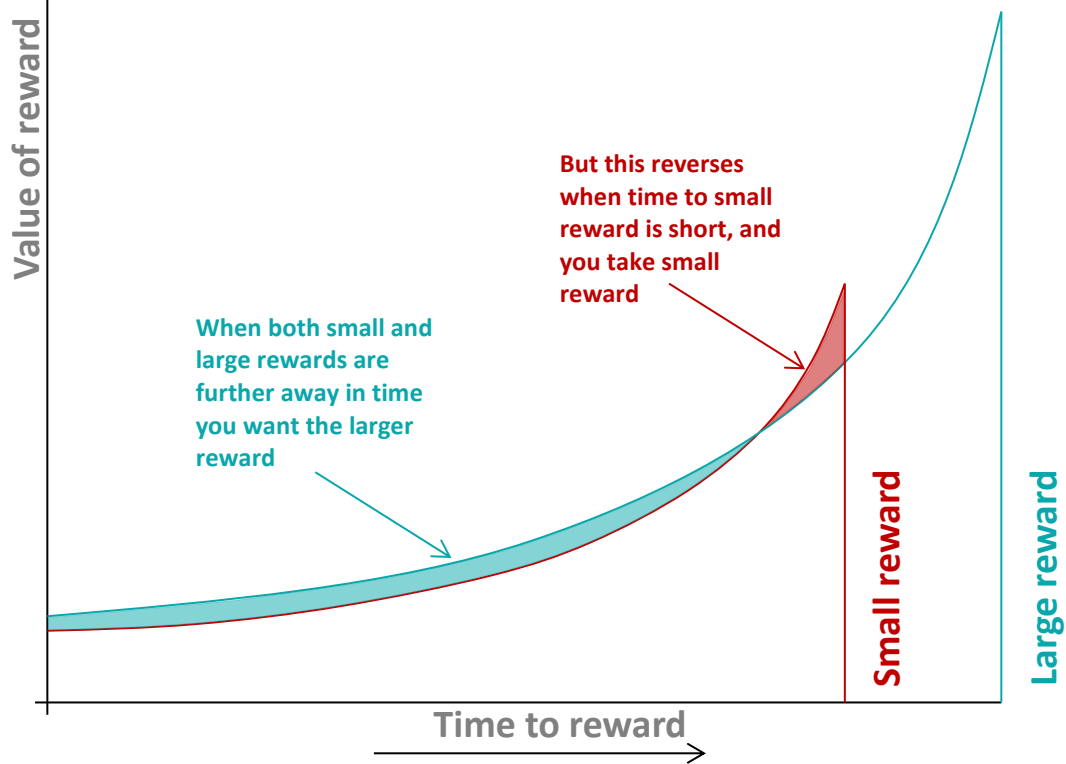 Value of reward
But this reverses
when time to small
reward is short, and
you take small
reward
When both small and
large rewards are
further away in time
you want the larger
reward
Small reward
Large reward
Time to reward